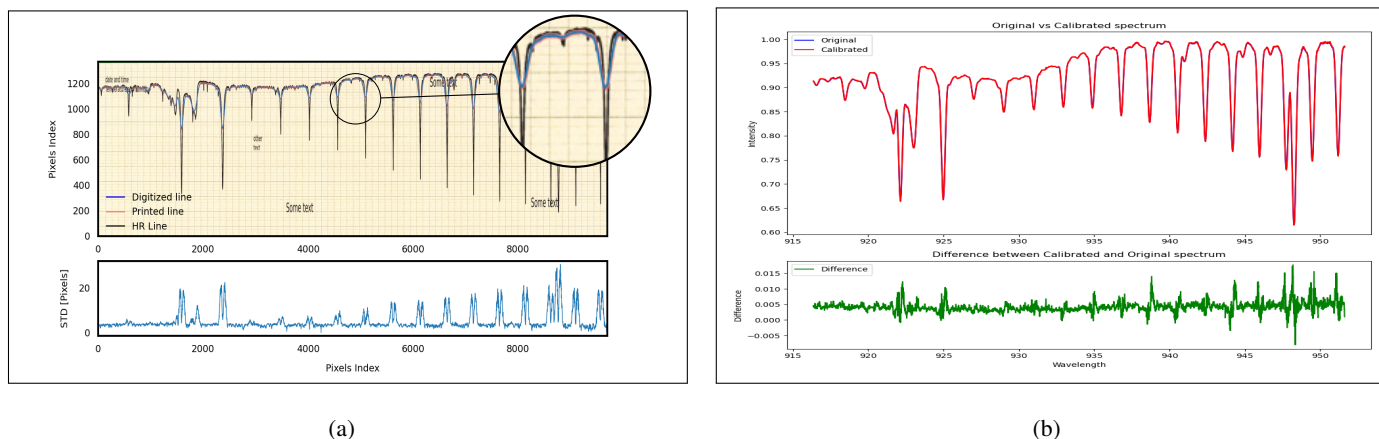 date and time
Some text
1200
1000
800
600
400
200
0
Pixels Index
other
text
Digitized line
Printed line
HR Line
Some text
Some text
0
2000
4000
6000
8000
20
0
STD [Pixels]
0
2000
4000
6000
8000
Pixels Index
(a)
Original vs Calibrated spectrum
Original
Calibrated
1.00
0.95
0.90
0.85
0.80
0.75
0.70
0.65
0.60
Intensity
915
920
925
930
935
940
945
950
Difference between Calibrated and Original spectrum
Difference
0.015
0.010
0.005
0.000
−0.005
Difference
915
920
925
930
935
940
945
950
Wavelength
(b)